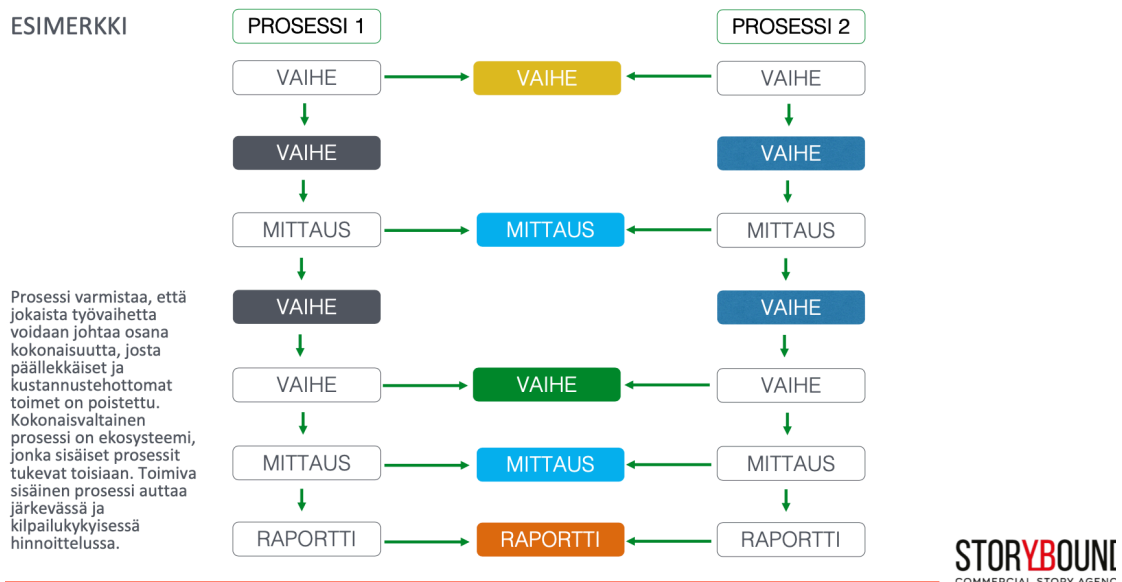 ESIMERKKI
PROSESSI 1
PROSESSI 2
VAIHE
VAIHE
VAIHE
VAIHE
VAIHE
MITTAUS
MITTAUS
MITTAUS
VAIHE
VAIHE
Prosessi varmistaa, että
jokaista työvaihetta
voidaan johtaa osana
kokonaisuutta, josta
päällekkäiset ja
kustannustehottomat
toimet on poistettu.
Kokonaisvaltainen
prosessi on ekosysteemi,
jonka sisäiset prosessit
tukevat toisiaan. Toimiva
sisäinen prosessi auttaa
järkevässä ja
kilpailukykyisessä
hinnoittelussa.
VAIHE
VAIHE
VAIHE
MITTAUS
MITTAUS
MITTAUS
RAPORTTI
RAPORTTI
RAPORTTI
STORYBOUND
COMMERCIAL STORY AGENC